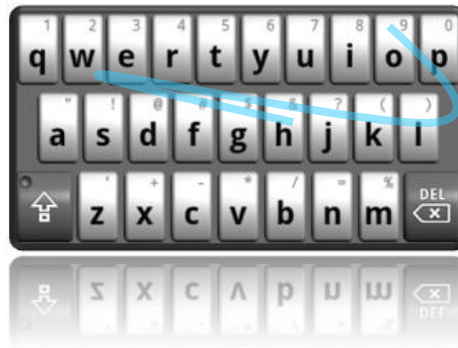 1 2 3 4 5 6 7 8 9 0
q w e r t y u i o p
" ! @ # $ & ? ( )
a s d f g h j k l
' + - * / = %
z x c v b n m DEL